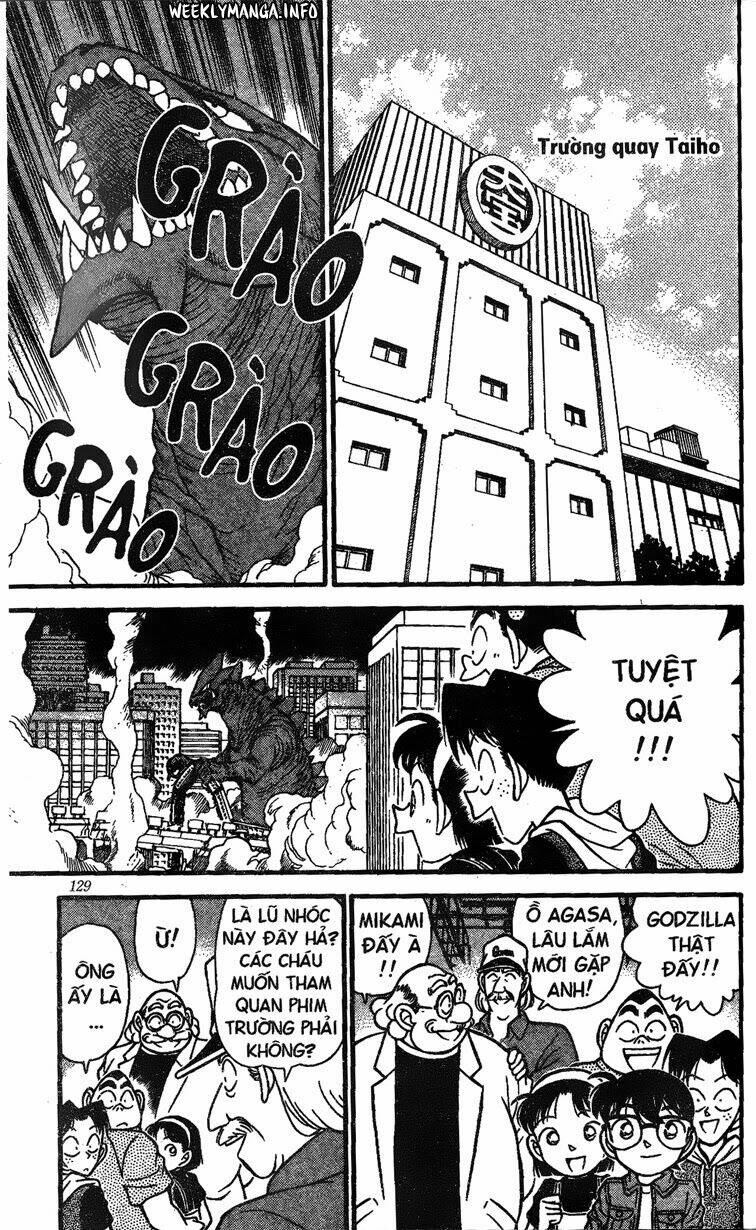 WEEKLYMANGA.INFO
Trường quay Taiho
GRÀO
GRÀO
GRÀO
TUYỆT
QUÁ
!!!
129
GODZILLA
THẬT
ĐẤY!!
Ồ AGASA,
LÂU LẮM
MỚI GẶP
ANH!
MIKAMI
ĐẤY À
!!
LÀ LŨ NHÓC
NÀY ĐÂY HẢ?
CÁC CHÁU
MUỐN THAM
QUAN PHIM
TRƯỜNG PHẢI
KHÔNG?
Ừ!
ÔNG
ẤY LÀ
...